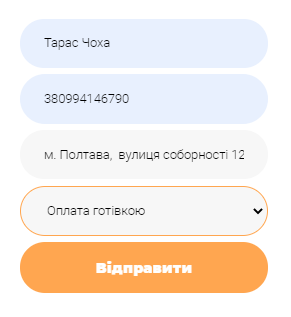 Тарас Чоха
380994146790
м. Полтава,  вулиця соборності 12
Оплата готівкою
Відправити